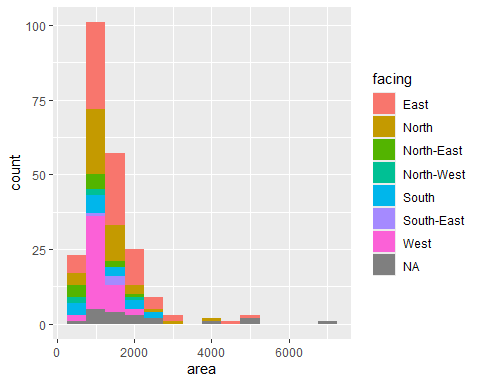 100
75
50
25
0
count
0
2000
4000
6000
area
facing
East
North
North-East
North-West
South
South-East
West
NA